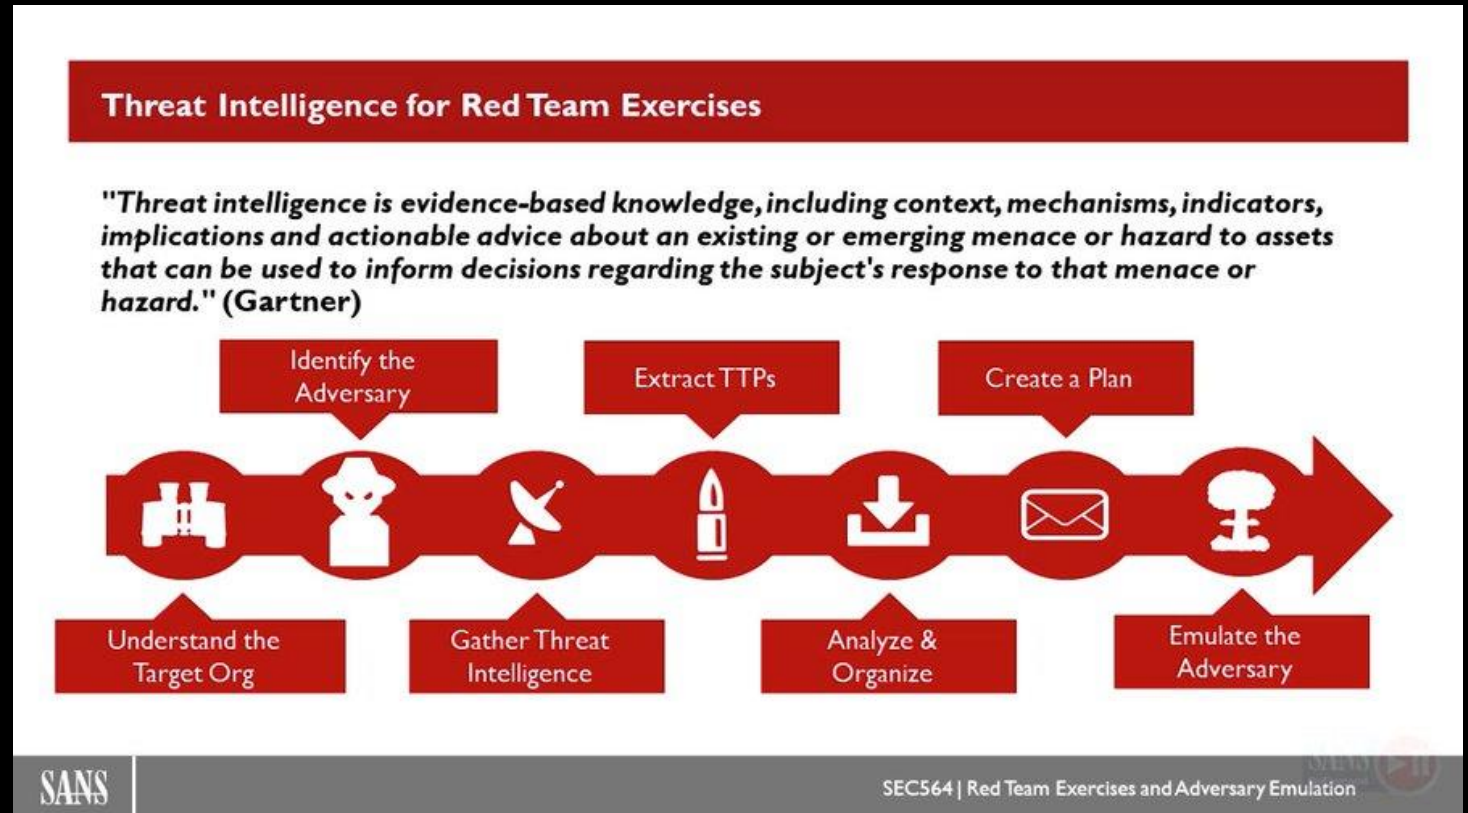 Threat Intelligence for Red Team Exercises
"Threat intelligence is evidence-based knowledge, including context, mechanisms, indicators,
implications and actionable advice about an existing or emerging menace or hazard to assets
that can be used to inform decisions regarding the subject's response to that menace or
hazard." (Gartner)
Identify the
Adversary
Extract TTPs
Create a Plan
Understand the
Target Org
Gather Threat
Intelligence
Analyze &
Organize
Emulate the
Adversary
SANS
SANS
SEC564 | Red Team Exercises and Adversary Emulation